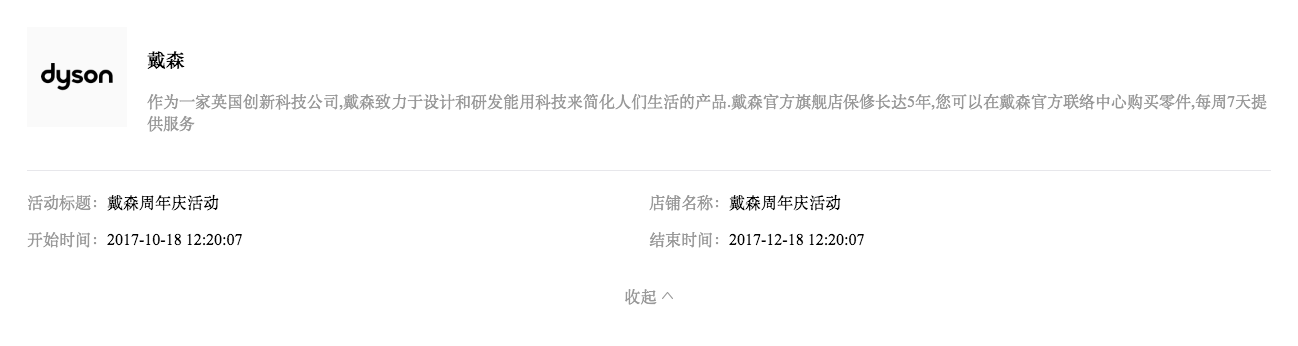 dyson
戴森
作为一家英国创新科技公司,戴森致力于设计和研发能用科技来简化人们生活的产品.戴森官方旗舰店保修长达5年,您可以在戴森官方联络中心购买零件,每周7天提
供服务
活动标题： 戴森周年庆活动 店铺名称： 戴森周年庆活动
开始时间： 2017-10-18 12:20:07 结束时间： 2017-12-18 12:20:07
收起